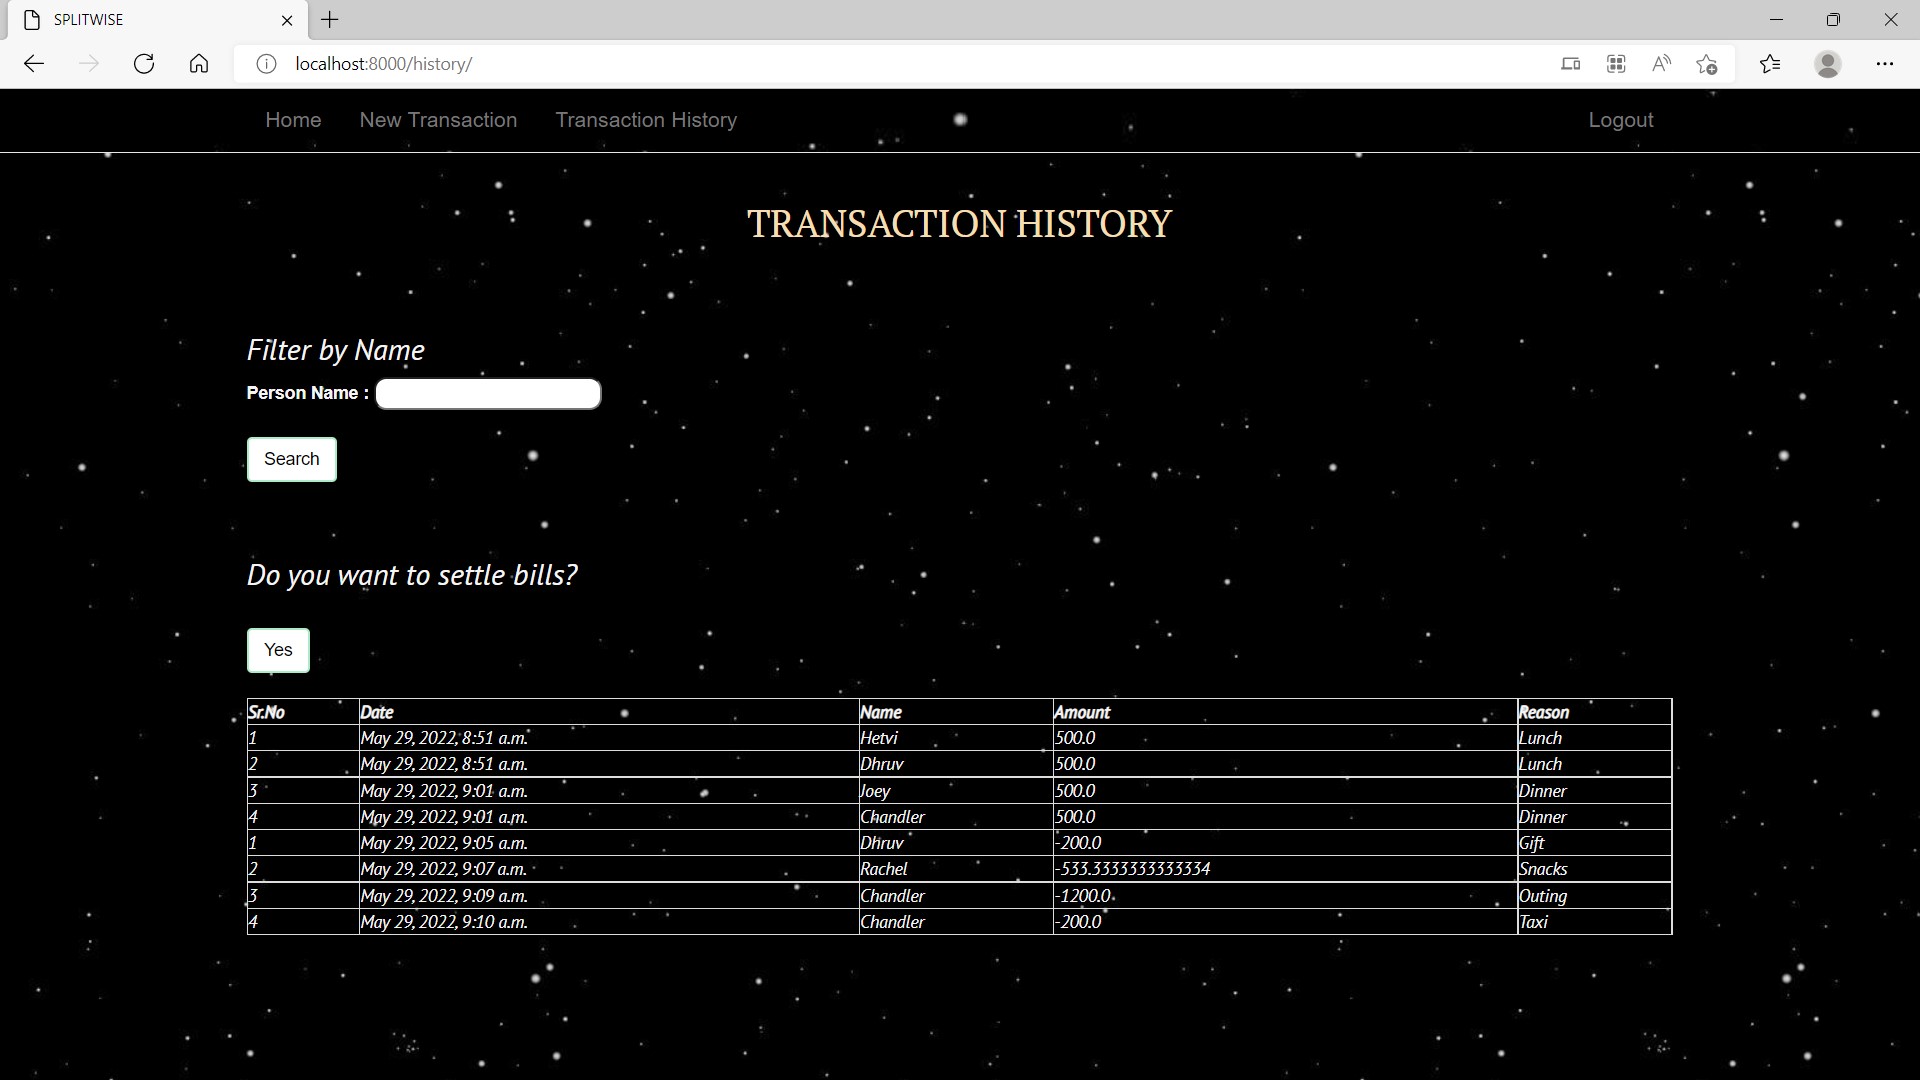 SPLITWISE
localhost:8000/history/
Home New Transaction Transaction History Logout
TRANSACTION HISTORY
Filter by Name
Person Name :
Search
Do you want to settle bills?
Yes
Sr.No Date Name Amount Reason
1 May 29, 2022, 8:51 a.m. Hetvi 500.0 Lunch
2 May 29, 2022, 8:51 a.m. Dhruv 500.0 Lunch
3 May 29, 2022, 9:01 a.m. Joey 500.0 Dinner
4 May 29, 2022, 9:01 a.m. Chandler 500.0 Dinner
1 May 29, 2022, 9:05 a.m. Dhruv -200.0 Gift
2 May 29, 2022, 9:07 a.m. Rachel -533.3333333333334 Snacks
3 May 29, 2022, 9:09 a.m. Chandler -1200.0 Outing
4 May 29, 2022, 9:10 a.m. Chandler -200.0 Taxi